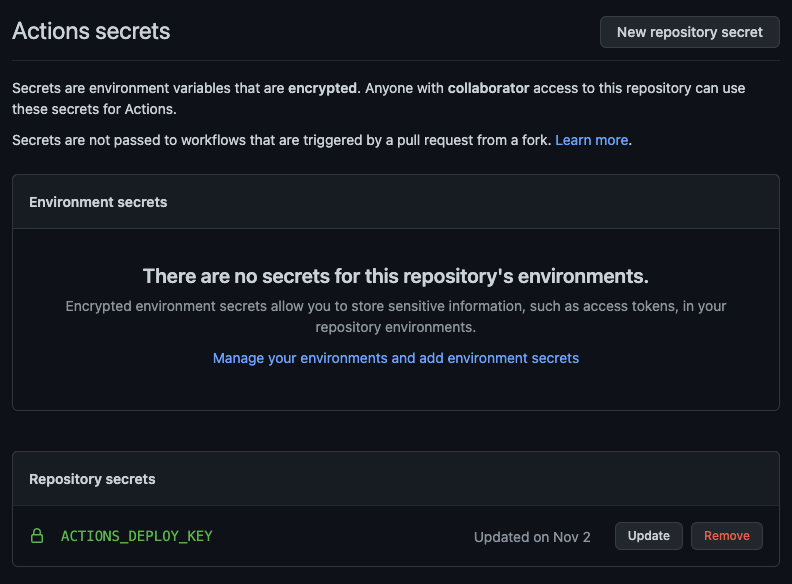 Actions secrets
New repository secret
Secrets are environment variables that are encrypted. Anyone with collaborator access to this repository can use
these secrets for Actions.
Secrets are not passed to workflows that are triggered by a pull request from a fork. Learn more.
Environment secrets
There are no secrets for this repository's environments.
Encrypted environment secrets allow you to store sensitive information, such as access tokens, in your
repository environments.
Manage your environments and add environment secrets
Repository secrets
ACTIONS_DEPLOY_KEY Updated on Nov 2 Update Remove